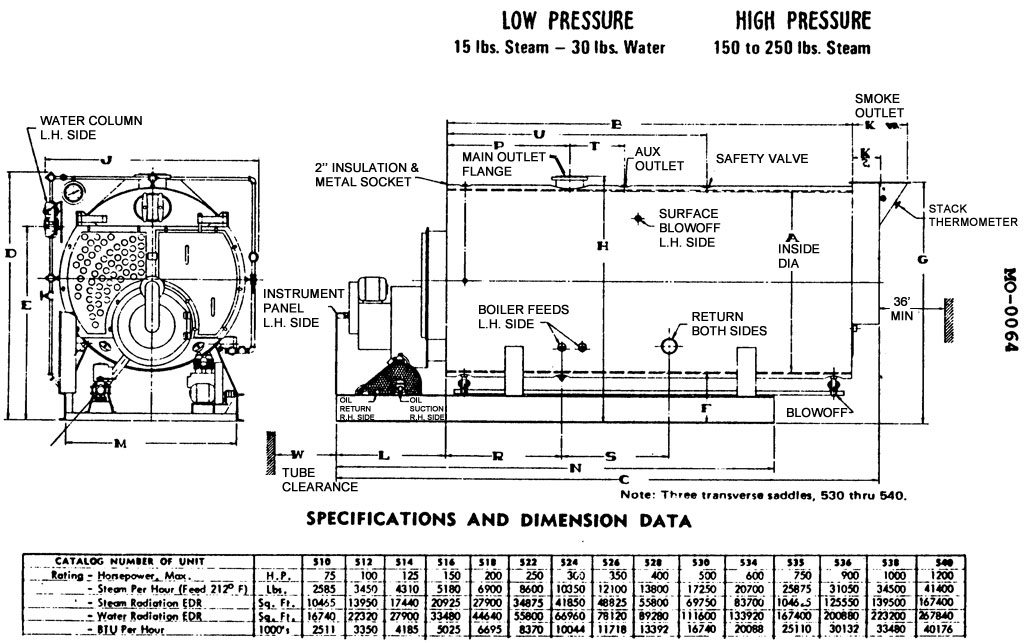 LOW PRESSURE HIGH PRESSURE
15 lbs. Steam – 30 lbs. Water 150 to 250 lbs. Steam
SMOKE
OUTLET
WATER COLUMN
L.H. SIDE
B
K
U
J
P
T
K
MAIN OUTLET
FLANGE
AUX
OUTLET
SAFETY VALVE
2" INSULATION &
METAL SOCKET
STACK
THERMOMETER
SURFACE
BLOWOFF
L.H. SIDE
D
E
H
A
INSIDE
DIA
G
MO-0064
INSTRUMENT
PANEL
L.H. SIDE
BOILER FEEDS
L.H. SIDE
RETURN
BOTH SIDES
36'
MIN
OIL
RETURN
R.H. SIDE
OIL
SUCTION
R.H. SIDE
F
BLOWOFF
M
W
L
R
S
TUBE
CLEARANCE
N
C
Note: Three transverse saddles, 530 thru 540.
SPECIFICATIONS AND DIMENSION DATA
CATALOG NUMBER OF UNIT 510 512 514 516 518 522 524 526 528 530 532 534 535 536 538 540
Rating - Horsepower, Max. H.P. 75 100 125 150 200 250 300 350 400 500 600 750 900 1000 1200
- Steam Per Hour (Feed 212° F) Lbs. 2585 3450 4310 5180 6900 8600 10350 12100 13800 17250 20700 25875 31050 34500 41400
- Steam Radiation EDR Sq. Ft. 10465 13950 17440 20925 27900 34875 41850 48825 55800 69750 83700 125550 139500 167400
- Water Radiation EDR Sq. Ft. 16740 22320 27900 33480 44640 55800 66960 78120 89280 111600 133920 167400 200880 223200 267840
- BTU Per Hour 1000's 2511 3350 4185 5025 6695 8370 10044 11718 13392 16740 20088 25110 30132 33480 40176